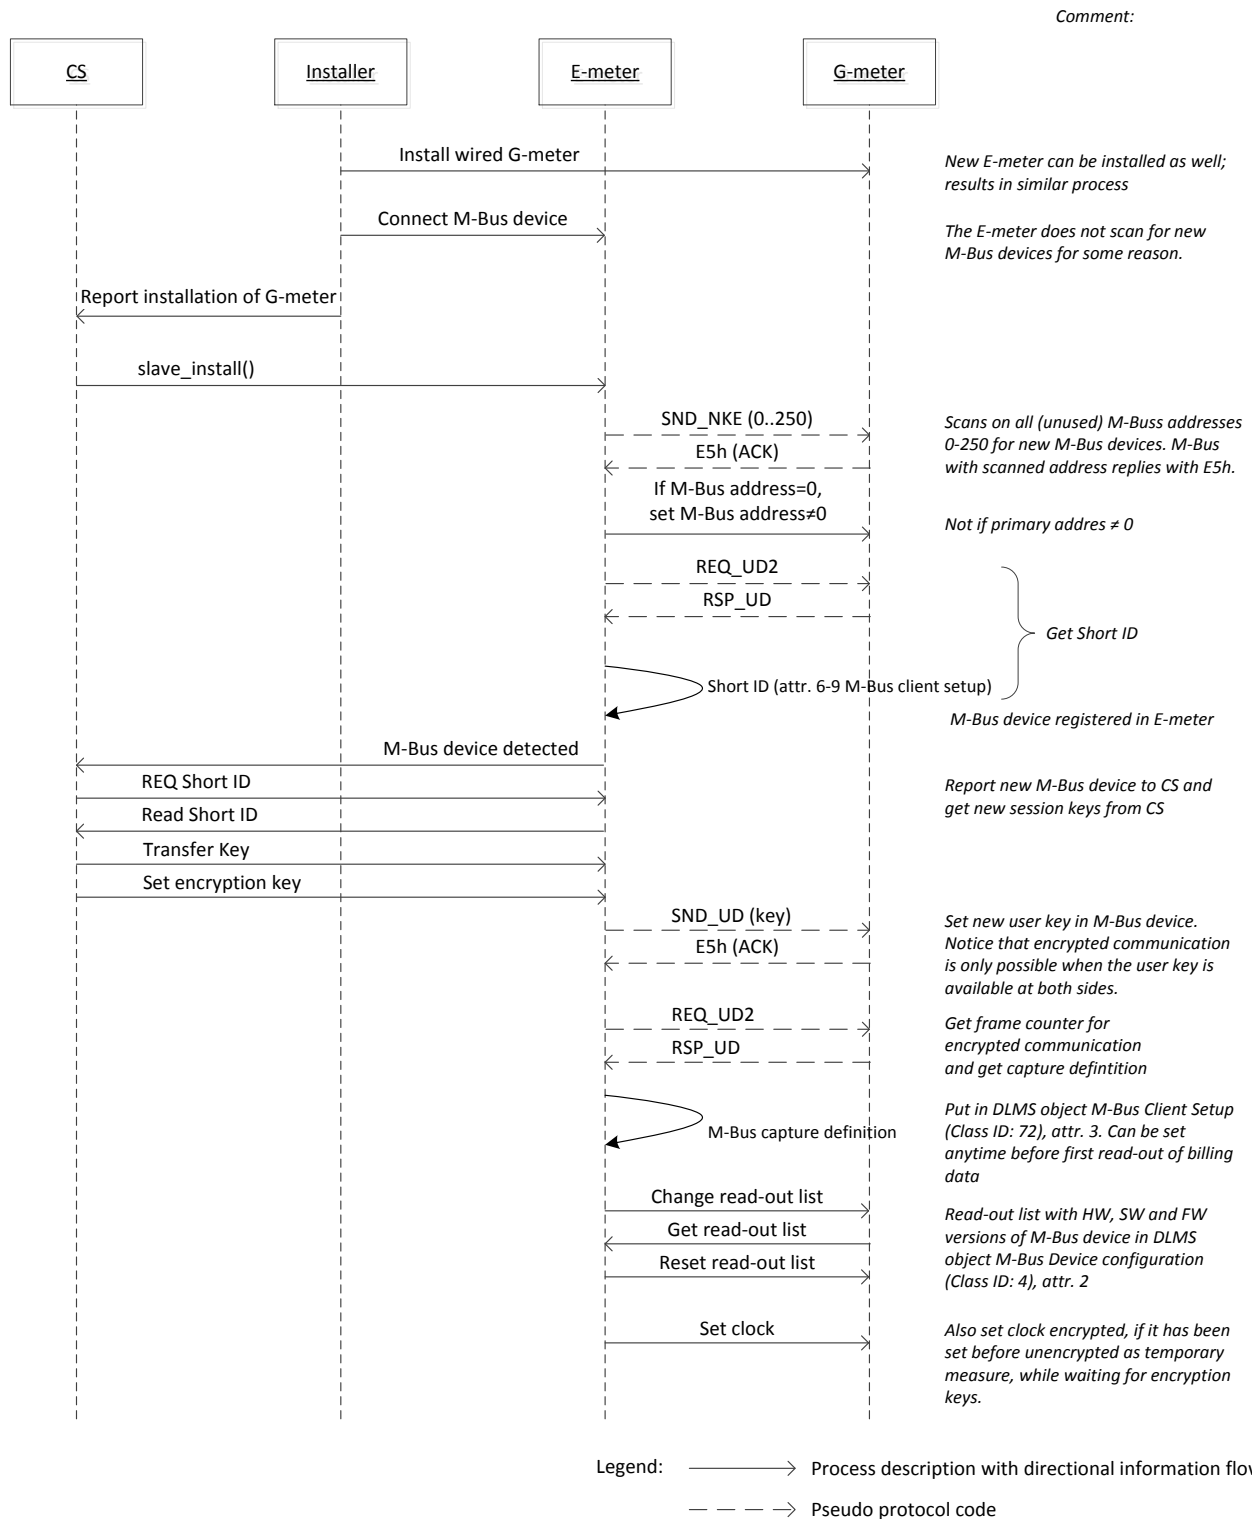 Comment:
CS
Installer
E-meter
G-meter
Install wired G-meter
New E-meter can be installed as well;
results in similar process
Connect M-Bus device
The E-meter does not scan for new
M-Bus devices for some reason.
Report installation of G-meter
slave_install()
SND_NKE (0..250)
E5h (ACK)
Scans on all (unused) M-Buss addresses
0-250 for new M-Bus devices. M-Bus
with scanned address replies with E5h.
If M-Bus address=0,
set M-Bus address≠0
Not if primary addres ≠ 0
REQ_UD2
RSP_UD
Get Short ID
Short ID (attr. 6-9 M-Bus client setup)
M-Bus device registered in E-meter
M-Bus device detected
REQ Short ID
Read Short ID
Report new M-Bus device to CS and
get new session keys from CS
Transfer Key
Set encryption key
SND_UD (key)
E5h (ACK)
Set new user key in M-Bus device.
Notice that encrypted communication
is only possible when the user key is
available at both sides.
REQ_UD2
RSP_UD
Get frame counter for
encrypted communication
and get capture defintition
M-Bus capture definition
Put in DLMS object M-Bus Client Setup
(Class ID: 72), attr. 3. Can be set
anytime before first read-out of billing
data
Change read-out list
Get read-out list
Reset read-out list
Read-out list with HW, SW and FW
versions of M-Bus device in DLMS
object M-Bus Device configuration
(Class ID: 4), attr. 2
Set clock
Also set clock encrypted, if it has been
set before unencrypted as temporary
measure, while waiting for encryption
keys.
Legend:
Process description with directional information flow
Pseudo protocol code